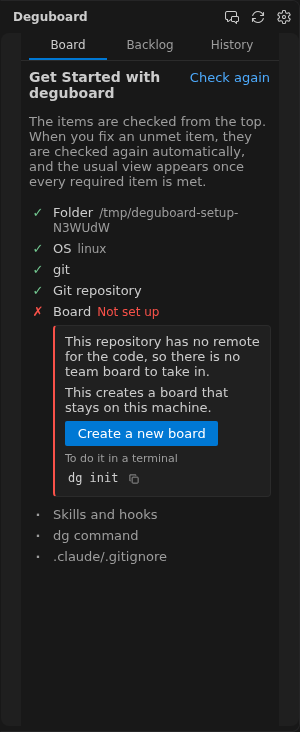 Deguboard
Board Backlog History
Get Started with deguboard
Check again
The items are checked from the top.
When you fix an unmet item, they
are checked again automatically,
and the usual view appears once
every required item is met.
✓ Folder /tmp/deguboard-setup-
N3WUdW
✓ OS linux
✓ git
✓ Git repository
✗ Board Not set up
This repository has no remote
for the code, so there is no
team board to take in.
This creates a board that
stays on this machine.
Create a new board
To do it in a terminal
dg init
· Skills and hooks
· dg command
· .claude/.gitignore